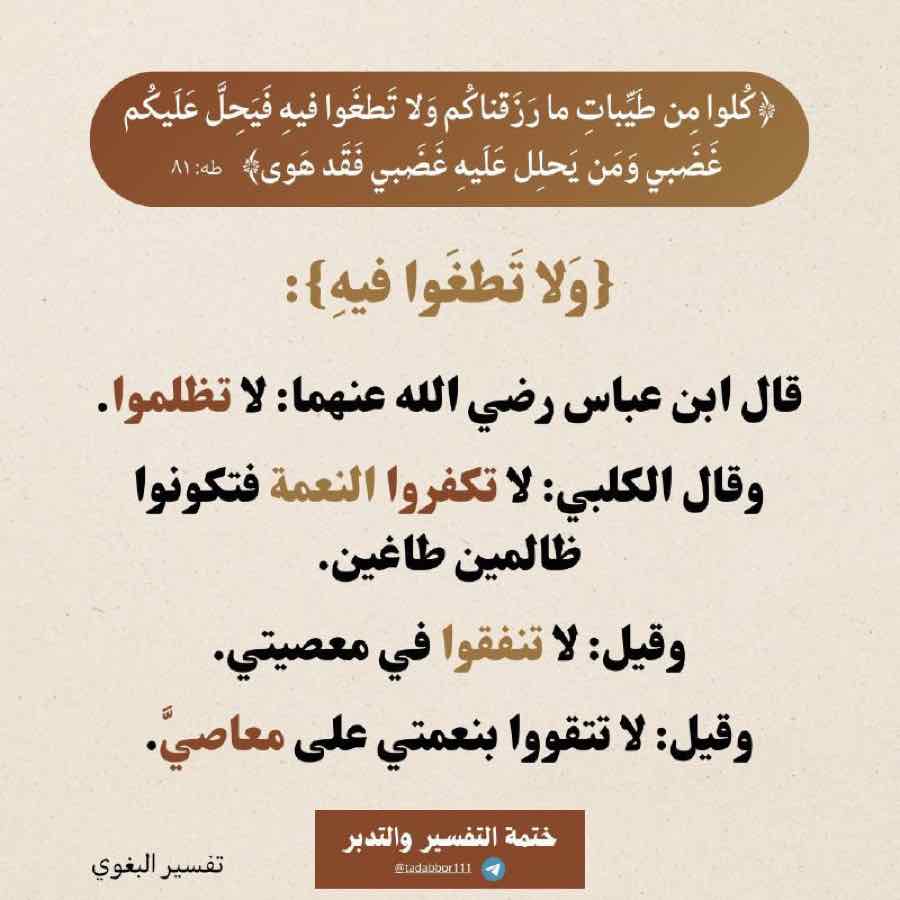 ﴿كُلوا مِن طَيِّباتِ ما رَزَقناكُم وَلا تَطغَوا فيهِ فَيَحِلَّ عَلَيكُم
غَضَبي وَمَن يَحلِل عَلَيهِ غَضَبي فَقَد هَوى﴾ طه: ٨١
{وَلا تَطغَوا فيهِ}:
قال ابن عباس رضي الله عنهما: لا تظلموا.
وقال الكلبي: لا تكفروا النعمة فتكونوا
ظالمين طاغين.
وقيل: لا تنفقوا في معصيتي.
وقيل: لا تتقووا بنعمتي على معاصيَّ.
ختمة التفسير والتدبر
@tadabbor111
تفسير البغوي